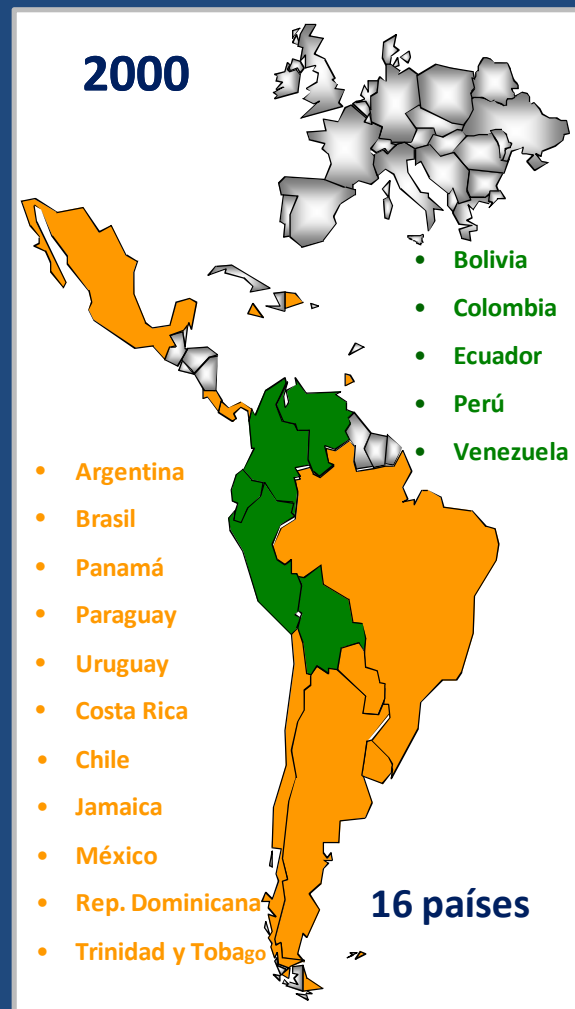 2000
• Bolivia
• Colombia
• Ecuador
• Perú
• Venezuela
• Argentina
• Brasil
• Panamá
• Paraguay
• Uruguay
• Costa Rica
• Chile
• Jamaica
• México
• Rep. Dominicana
• Trinidad y Tobago
16 países